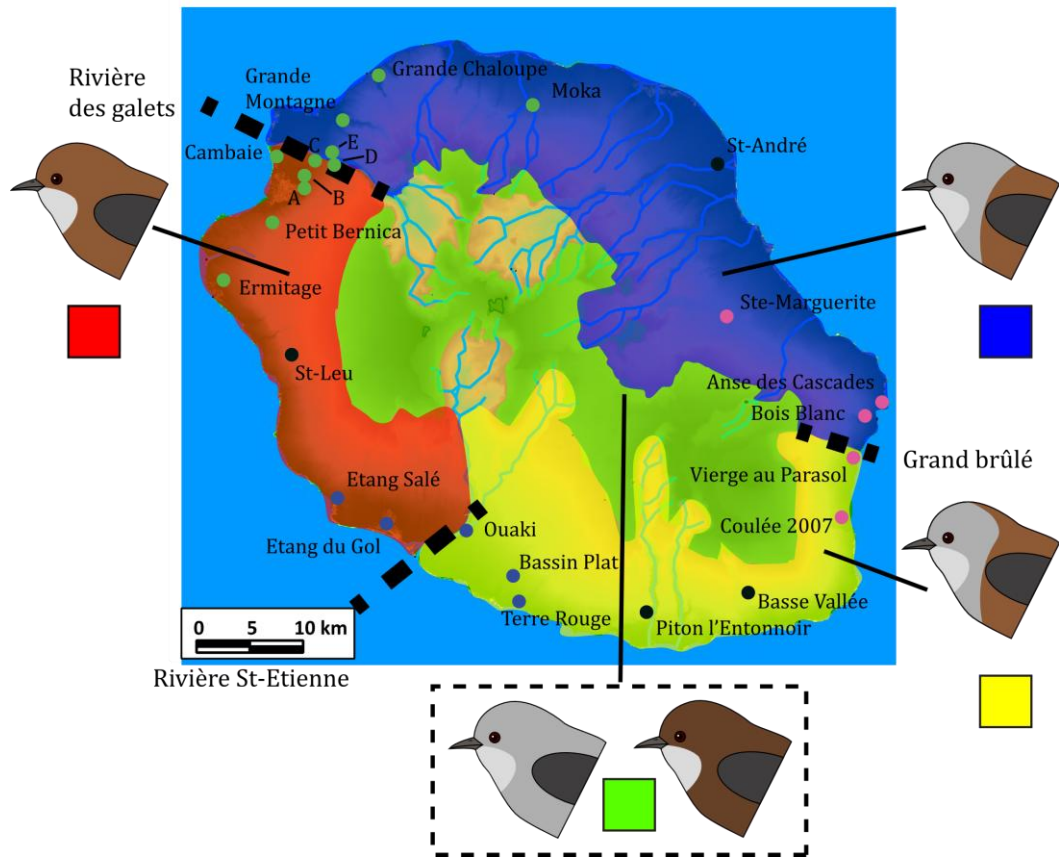 Rivière
des galets
Grande
Montagne
Grande Chaloupe
Moka
Cambaie
C
E
D
A
B
St-André
Petit Bernica
Ermitage
Ste-Marguerite
St-Leu
Anse des Cascades
Bois Blanc
Grand brûlé
Vierge au Parasol
Etang Salé
Coulée 2007
Etang du Gol
Ouaki
Bassin Plat
Terre Rouge
Basse Vallée
Piton l'Entonnoir
0 5 10 km
Rivière St-Etienne